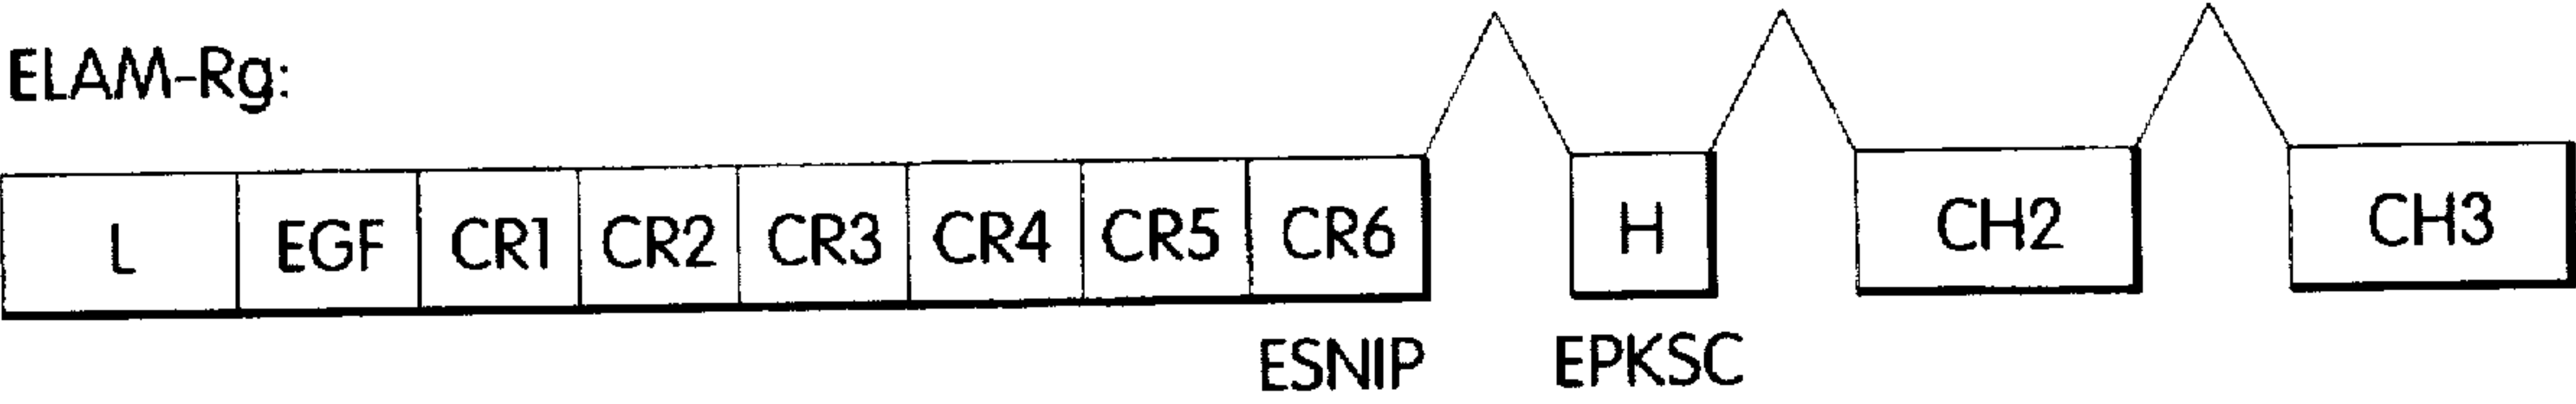 ELAM-Rg:
L EGF CR1 CR2 CR3 CR4 CR5 CR6 H CH2 CH3
ESNIP EPKSC